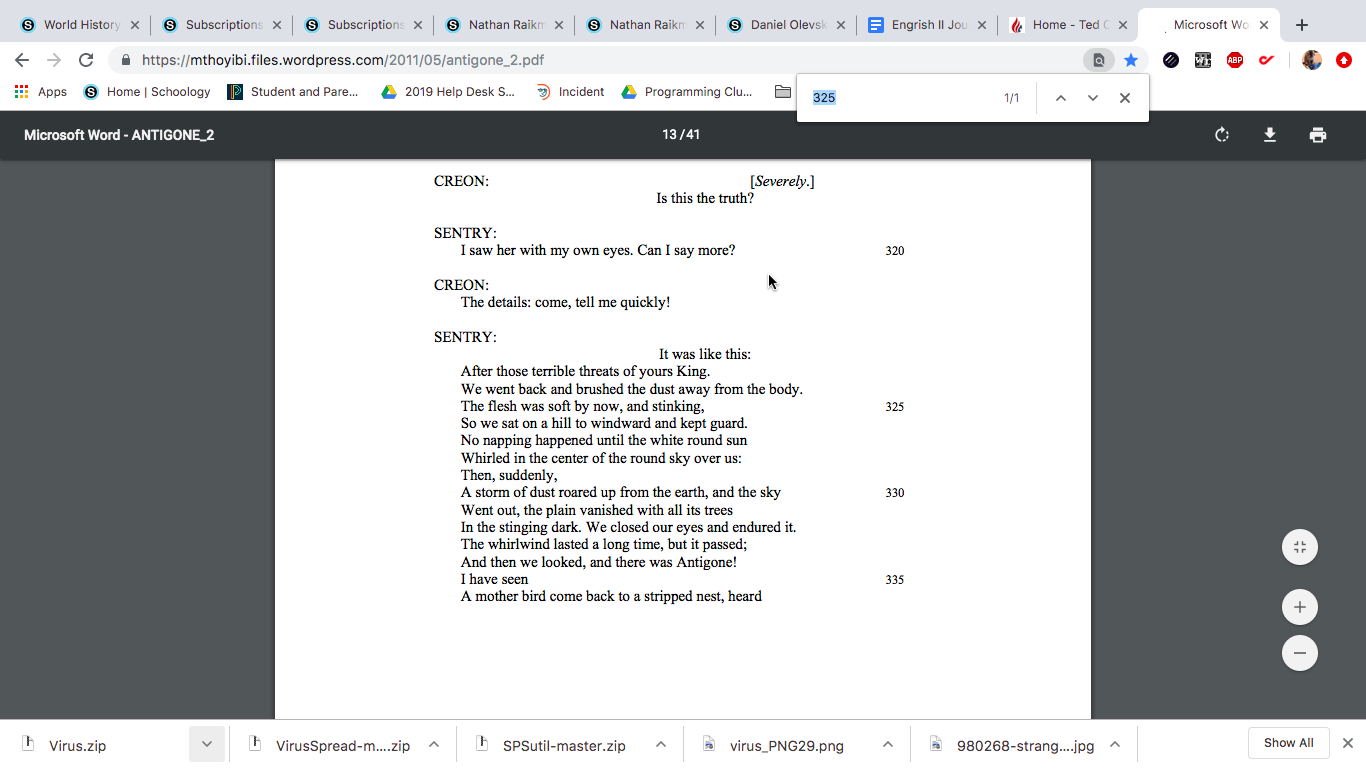 World History
Subscriptions
Subscriptions
Nathan Raikm
Nathan Raikm
Daniel Olevsk
Engrish II Jou
Home - Ted C
Microsoft Wo
https://mthoyibi.files.wordpress.com/2011/05/antigone_2.pdf
ABP
Apps
Home | Schoology
Student and Pare...
2019 Help Desk S...
Incident
Programming Clu...
325
1/1
Microsoft Word - ANTIGONE_2
13 / 41
CREON: [Severely.]
Is this the truth?
SENTRY:
I saw her with my own eyes. Can I say more? 320
CREON:
The details: come, tell me quickly!
SENTRY:
It was like this:
After those terrible threats of yours King.
We went back and brushed the dust away from the body.
The flesh was soft by now, and stinking, 325
So we sat on a hill to windward and kept guard.
No napping happened until the white round sun
Whirled in the center of the round sky over us:
Then, suddenly,
A storm of dust roared up from the earth, and the sky 330
Went out, the plain vanished with all its trees
In the stinging dark. We closed our eyes and endured it.
The whirlwind lasted a long time, but it passed;
And then we looked, and there was Antigone!
I have seen 335
A mother bird come back to a stripped nest, heard
Virus.zip
VirusSpread-m....zip
SPSutil-master.zip
virus_PNG29.png
980268-strang....jpg
Show All